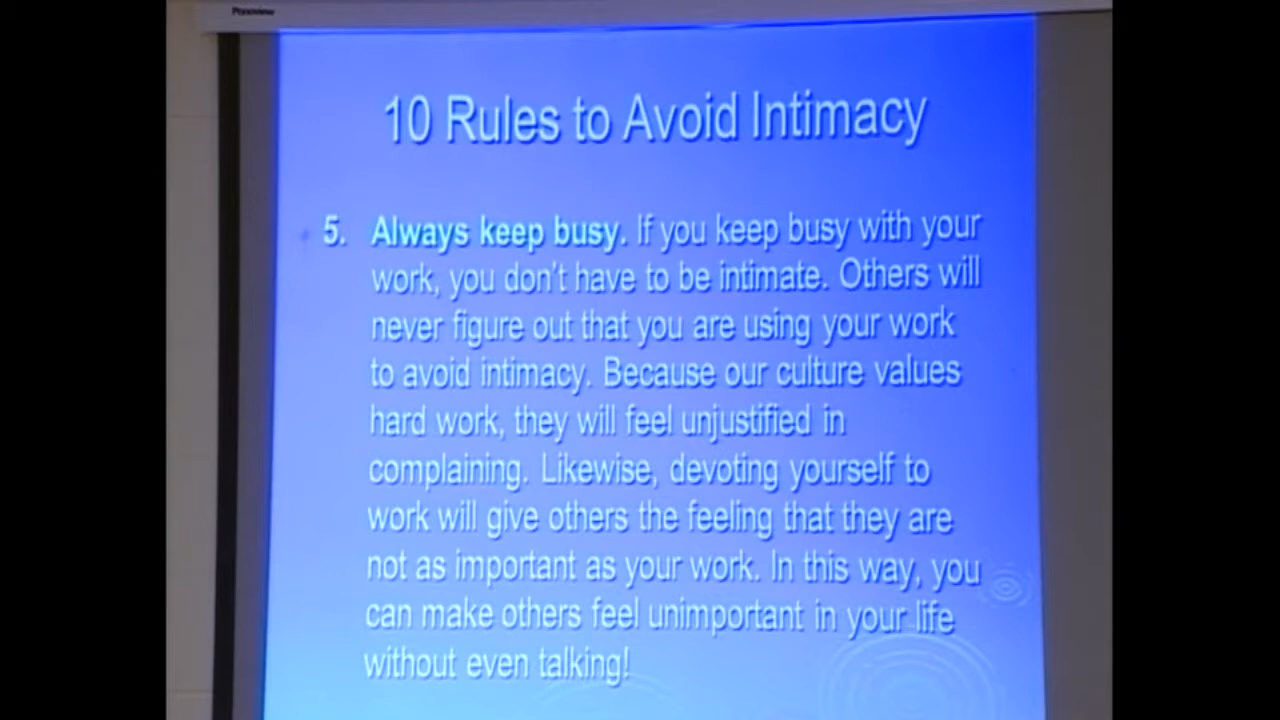 10 Rules to Avoid Intimacy
5. Always keep busy. If you keep busy with your
work, you don't have to be intimate. Others will
never figure out that you are using your work
to avoid intimacy. Because our culture values
hard work, they will feel unjustified in
complaining. Likewise, devoting yourself to
work will give others the feeling that they are
not as important as your work. In this way, you
can make others feel unimportant in your life
without even talking!